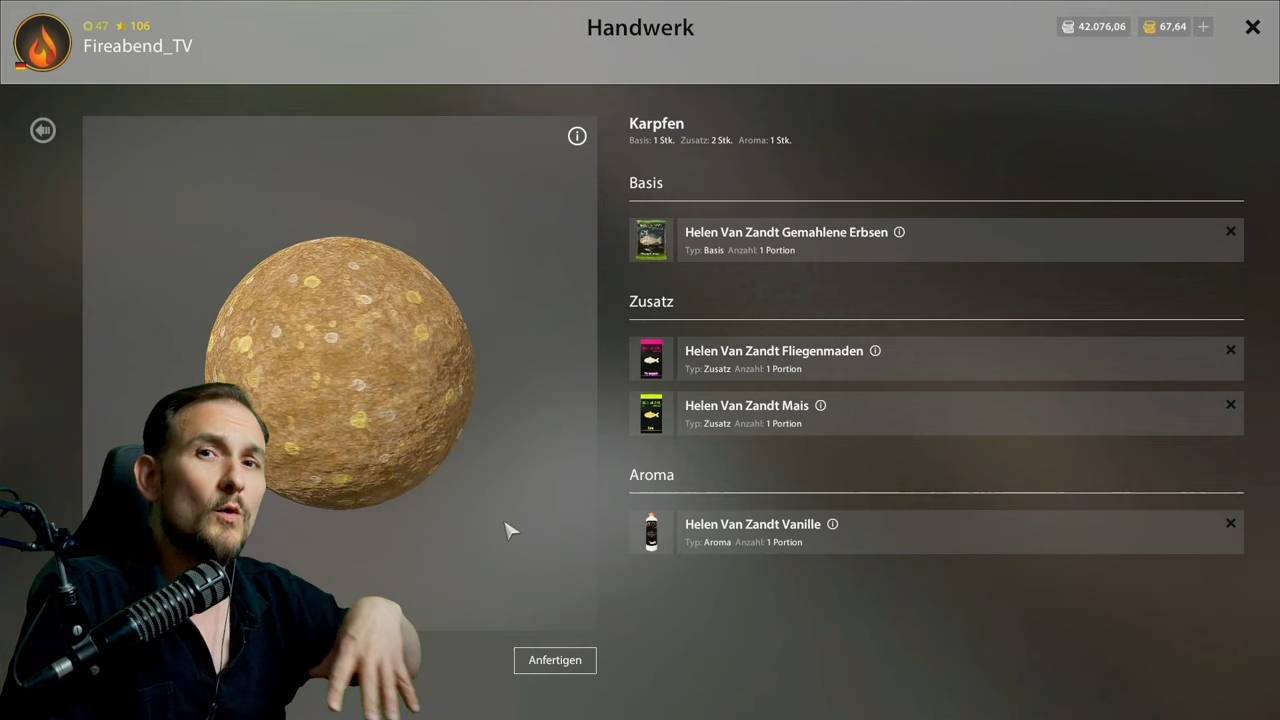 47 106
Fireabend_TV
Handwerk
42.076,06
67,64
Karpfen
Basis: 1 Stk. Zusatz: 2 Stk. Aroma: 1 Stk.
Basis
Helen Van Zandt Gemahlene Erbsen
Typ: Basis Anzahl: 1 Portion
Zusatz
Helen Van Zandt Fliegenmaden
Typ: Zusatz Anzahl: 1 Portion
Helen Van Zandt Mais
Typ: Zusatz Anzahl: 1 Portion
Aroma
Helen Van Zandt Vanille
Typ: Aroma Anzahl: 1 Portion
Anfertigen